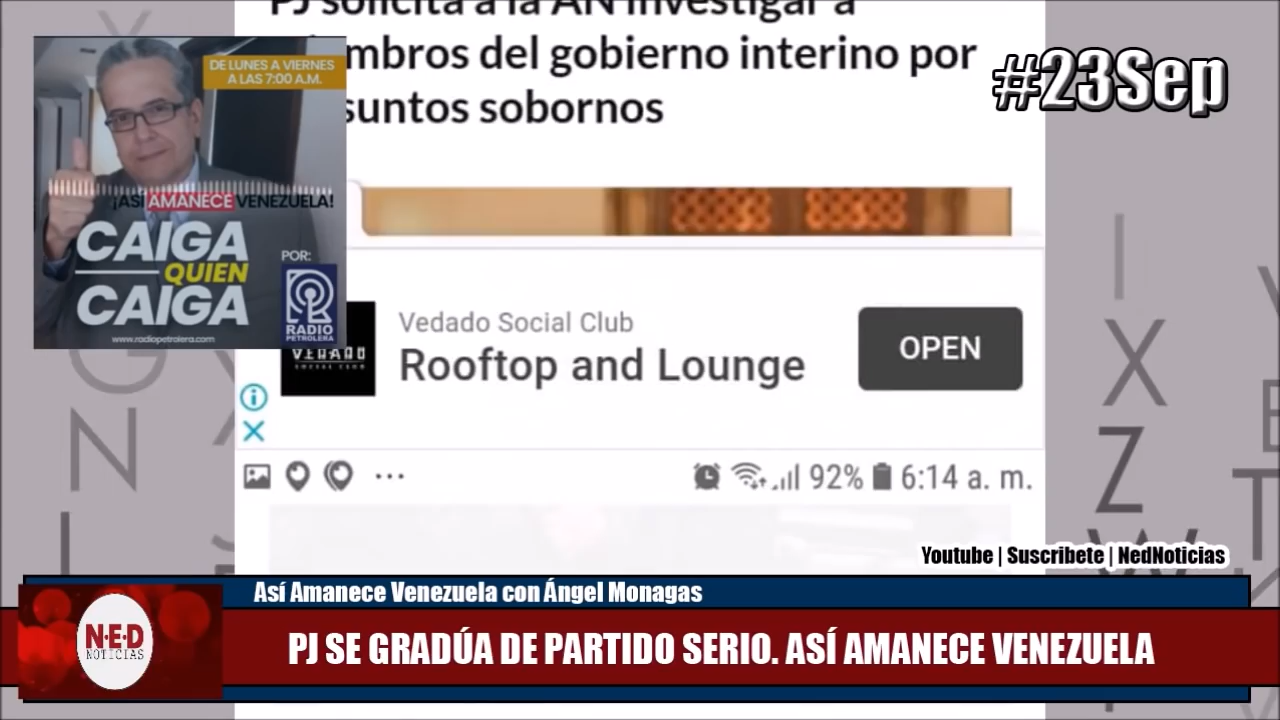 PJ solicita a la AN investigar a
mbros del gobierno interino por
suntos sobornos
#23Sep
DE LUNES A VIERNES
A LAS 7:00 A.M.
¡ASÍ AMANECE VENEZUELA!
CAIGA
QUIEN
CAIGA
POR:
RADIO
PETROLERA
www.radiopetrolera.com
VEDADO
SOCIAL CLUB
Vedado Social Club
Rooftop and Lounge
OPEN
92% 6:14 a. m.
Youtube | Suscribete | NedNoticias
Así Amanece Venezuela con Ángel Monagas
N·E·D
NOTICIAS
PJ SE GRADÚA DE PARTIDO SERIO. ASÍ AMANECE VENEZUELA